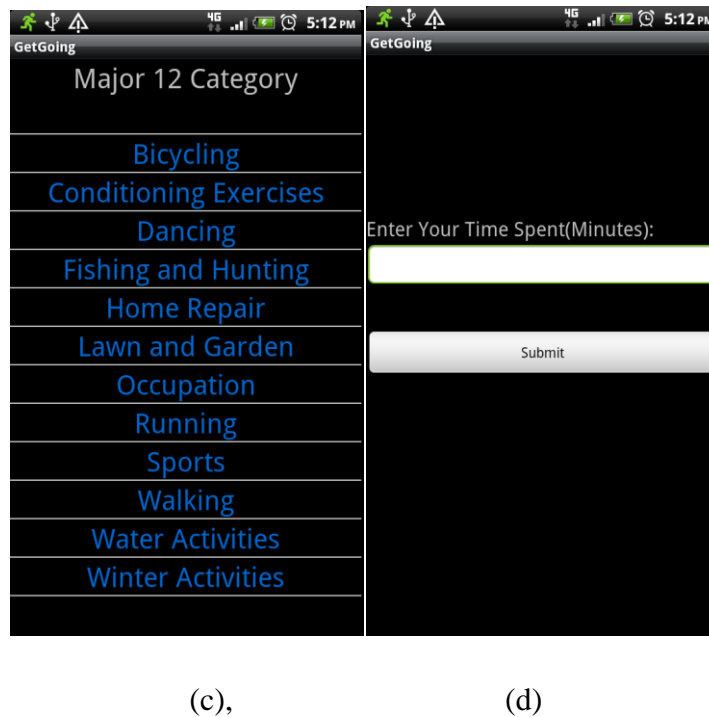 4G 5:12 PM
GetGoing
Major 12 Category
Bicycling
Conditioning Exercises
Dancing
Fishing and Hunting
Home Repair
Lawn and Garden
Occupation
Running
Sports
Walking
Water Activities
Winter Activities
4G 5:12 PM
GetGoing
Enter Your Time Spent(Minutes):
Submit
(c), (d)